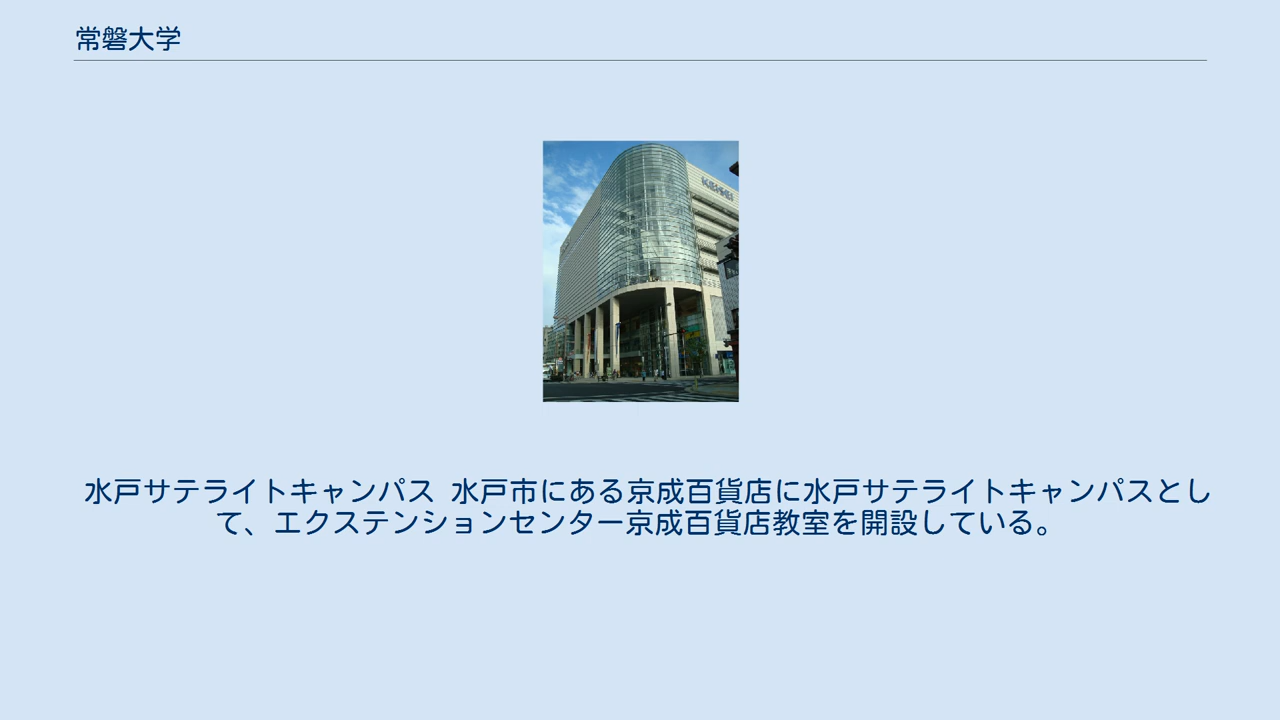 常磐大学
KEISEI
水戸サテライトキャンパス 水戸市にある京成百貨店に水戸サテライトキャンパスとし
て、エクステンションセンター京成百貨店教室を開設している。